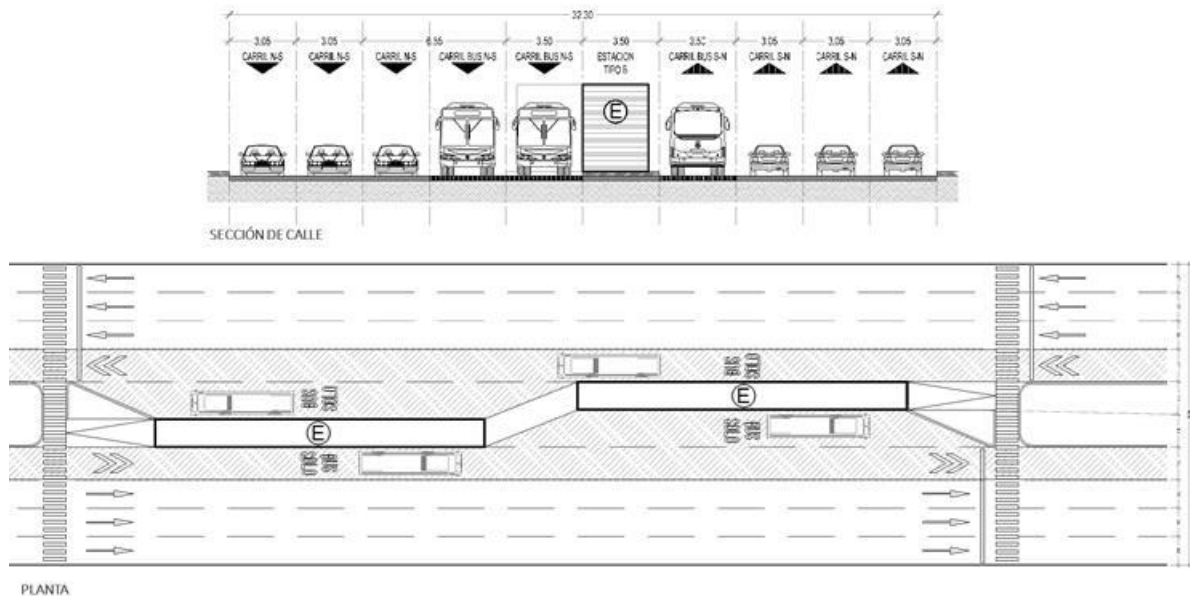 32.30
3.05 3.05 6.55 3.50 3.50 3.50 3.05 3.05 3.05
CARRIL N-S CARRIL N-S CARRIL N-S CARRIL BUS N-S CARRIL BUS N-S ESTACION CARRIL BUS S-N CARRIL S-N CARRIL S-N CARRIL S-N
TIPO
E
SECCIÓN DE CALLE
BUS
SOLO
BUS
SOLO
E
E
SOLO
BUS
SOLO
BUS
PLANTA